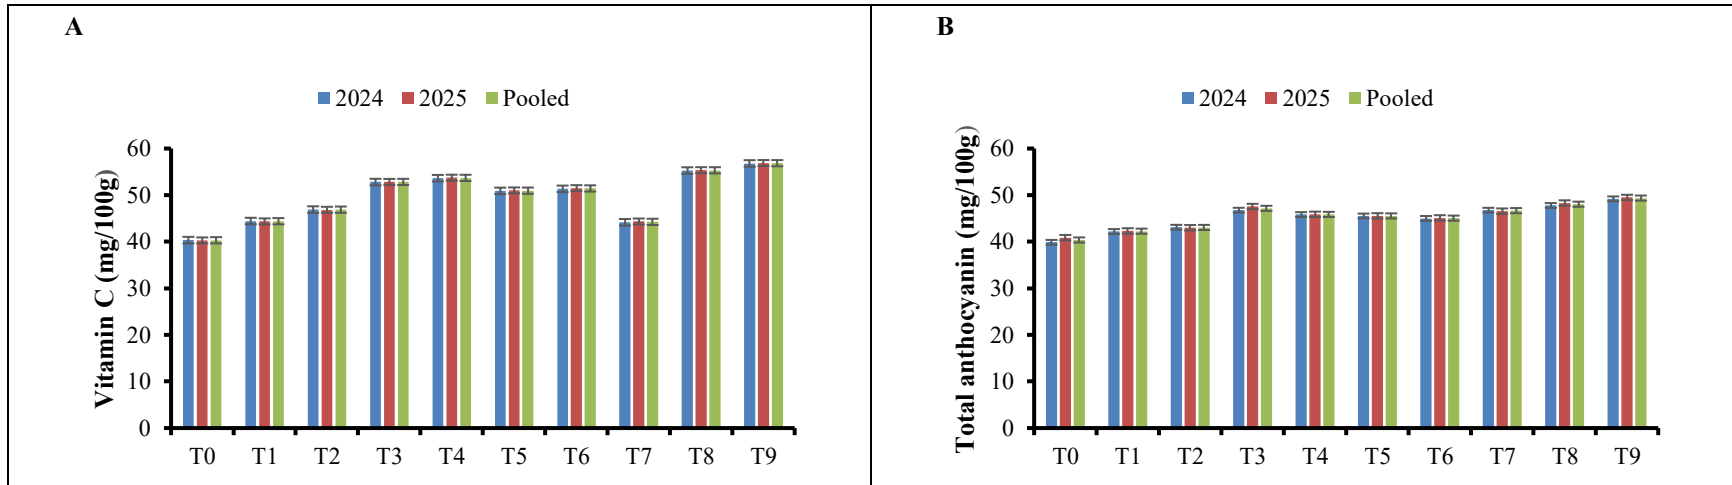 A
2024 2025 Pooled
Vitamin C (mg/100g)
60
50
40
30
20
10
0
T0 T1 T2 T3 T4 T5 T6 T7 T8 T9
B
2024 2025 Pooled
Total anthocyanin (mg/100g)
60
50
40
30
20
10
0
T0 T1 T2 T3 T4 T5 T6 T7 T8 T9